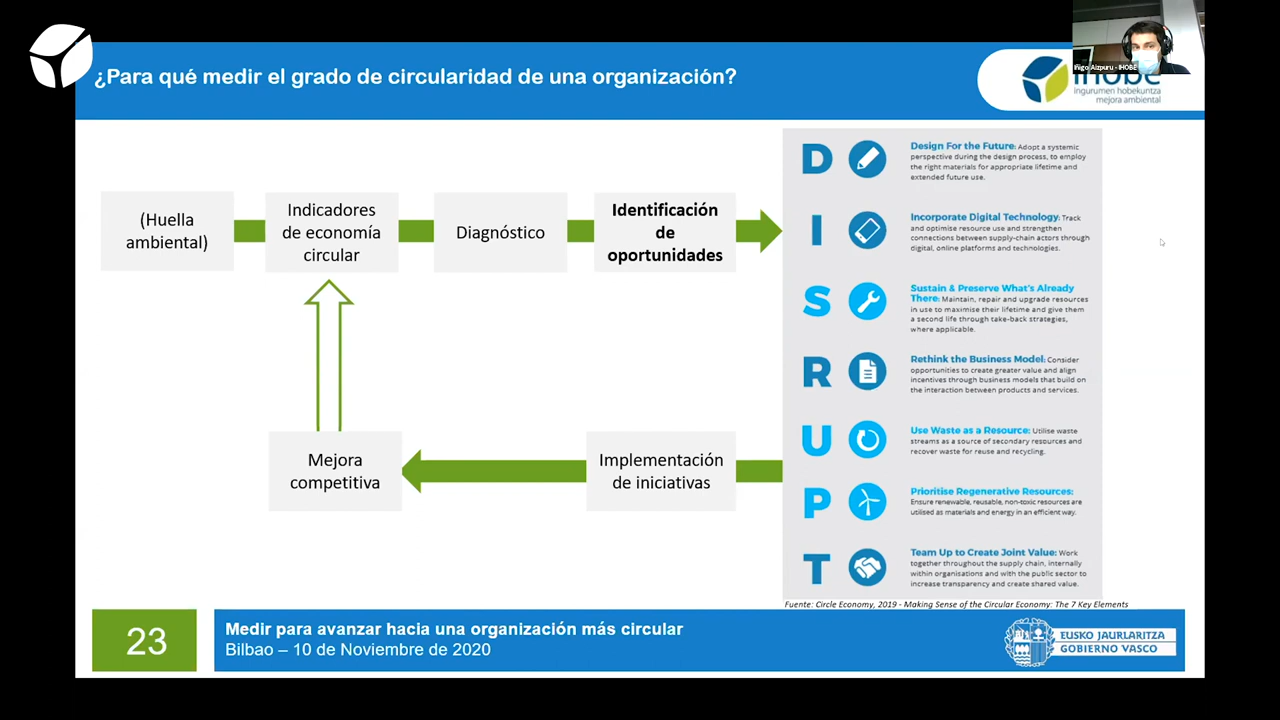 ¿Para qué medir el grado de circularidad de una organización?
Iñigo Aizpuru - IHOBE
ihobe
ingurumen hobekuntza
mejora ambiental
(Huella
ambiental)
Indicadores
de economía
circular
Diagnóstico
Identificación
de
oportunidades
Mejora
competitiva
Implementación
de iniciativas
D
Design For the Future: Adopt a systemic
perspective during the design process, to employ
the right materials for appropriate lifetime and
extended future use.
I
Incorporate Digital Technology: Track
and optimise resource use and strengthen
connections between supply-chain actors through
digital, online platforms and technologies.
S
Sustain & Preserve What's Already
There: Maintain, repair and upgrade resources
in use to maximise their lifetime and give them
a second life through take-back strategies,
where applicable.
R
Rethink the Business Model: Consider
opportunities to create greater value and align
incentives through business models that build on
the interaction between products and services.
U
Use Waste as a Resource: Utilise waste
streams as a source of secondary resources and
recover waste for reuse and recycling.
P
Prioritise Regenerative Resources:
Ensure renewable, reusable, non-toxic resources are
utilised as materials and energy in an efficient way.
T
Team Up to Create Joint Value: Work
together throughout the supply chain, internally
within organisations and with the public sector to
increase transparency and create shared value.
Fuente: Circle Economy, 2019 - Making Sense of the Circular Economy: The 7 Key Elements
23
Medir para avanzar hacia una organización más circular
Bilbao – 10 de Noviembre de 2020
EUSKO JAURLARITZA
GOBIERNO VASCO